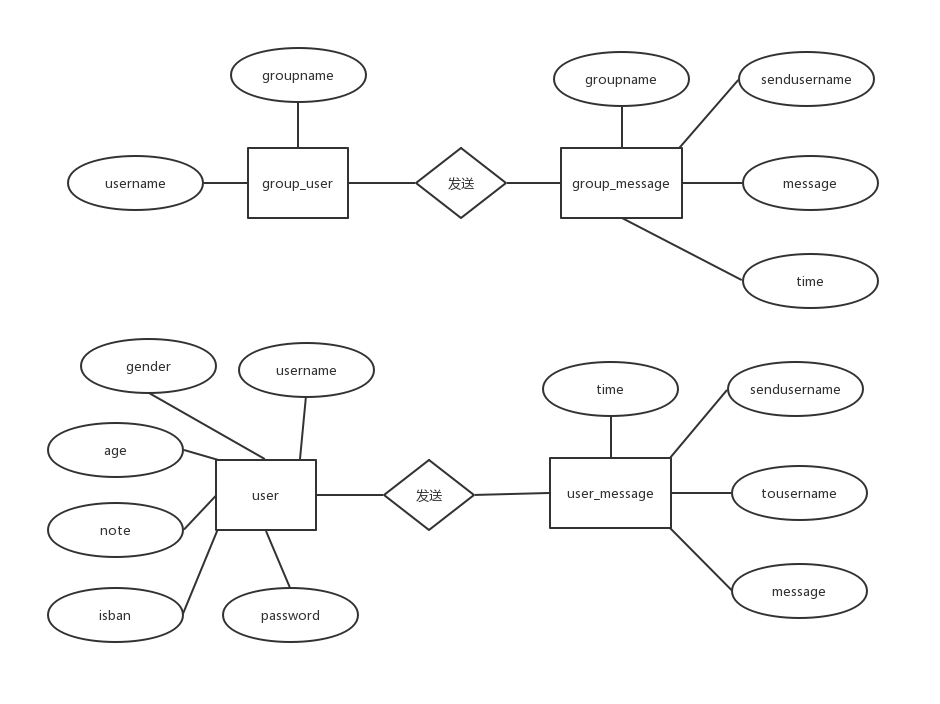 groupname
groupname
sendusername
username
group_user
发送
group_message
message
time
gender
username
time
sendusername
age
user
发送
user_message
tousername
note
isban
password
message